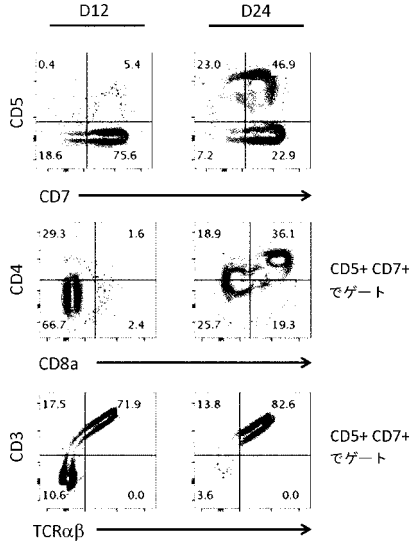 D12 D24
0.4 5.4 23.0 46.9
CD5
18.6 75.6 7.2 22.9
CD7
29.3 1.6 18.9 36.1
CD4
CD5+ CD7+
でゲート
66.7 2.4 25.7 19.3
CD8a
17.5 71.9 13.8 82.6
CD3
CD5+ CD7+
でゲート
10.6 0.0 3.6 0.0
TCRαβ